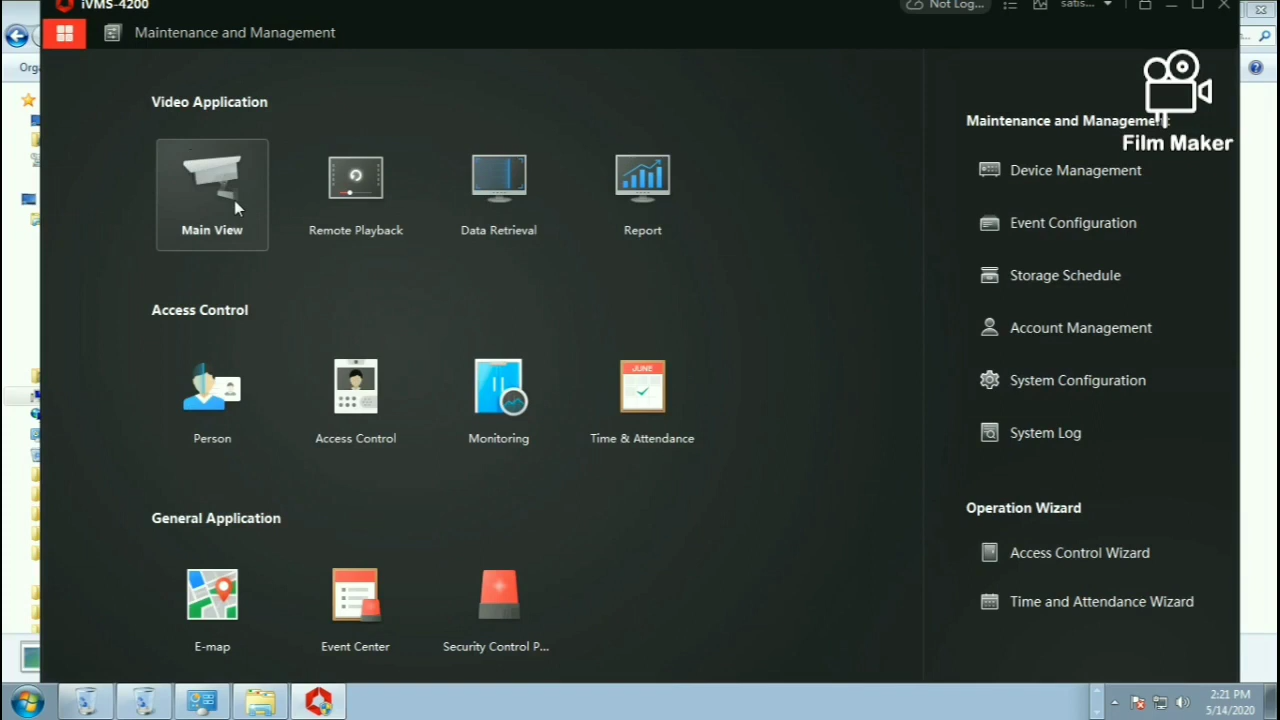 iVMS-4200
Not Log...
satis...
Maintenance and Management
Orga
Film Maker
Video Application
Main View
Remote Playback
Data Retrieval
Report
Access Control
Person
Access Control
JUNE
Monitoring
Time & Attendance
General Application
E-map
Event Center
Security Control P...
Maintenance and Management
Device Management
Event Configuration
Storage Schedule
Account Management
System Configuration
System Log
Operation Wizard
Access Control Wizard
Time and Attendance Wizard
2:21 PM
5/14/2020